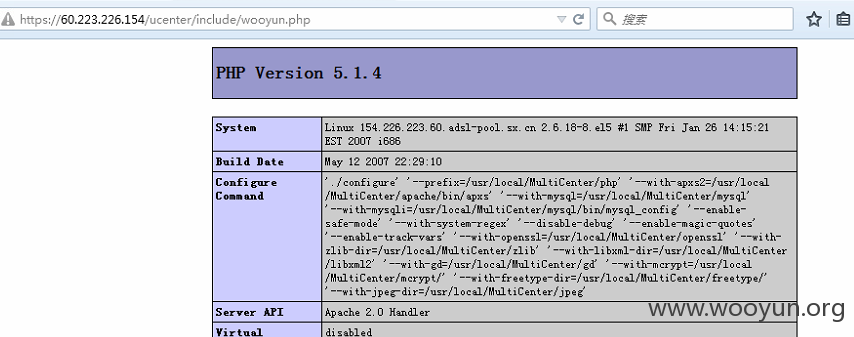 https://60.223.226.154/ucenter/include/wooyun.php
搜索
PHP Version 5.1.4
System
Linux 154.226.223.60.adsl-pool.sx.cn 2.6.18-8.el5 #1 SMP Fri Jan 26 14:15:21
EST 2007 i686
Build Date
May 12 2007 22:29:10
Configure
Command
'./configure' '--prefix=/usr/local/MultiCenter/php' '--with-apxs2=/usr/local
/MultiCenter/apache/bin/apxs' '--with-mysql=/usr/local/MultiCenter/mysql'
'--with-mysqli=/usr/local/MultiCenter/mysql/bin/mysql_config' '--enable-
safe-mode' '--with-system-regex' '--disable-debug' '--enable-magic-quotes'
'--enable-track-vars' '--with-openssl=/usr/local/MultiCenter/openssl' '--with-
zlib-dir=/usr/local/MultiCenter/zlib' '--with-libxml-dir=/usr/local/MultiCenter
/libxml2' '--with-gd=/usr/local/MultiCenter/gd' '--with-mcrypt=/usr/local
/MultiCenter/mcrypt/' '--with-freetype-dir=/usr/local/MultiCenter/freetype/'
'--with-jpeg-dir=/usr/local/MultiCenter/jpeg'
Server API
Apache 2.0 Handler
Virtual
disabled
www.wooyun.org